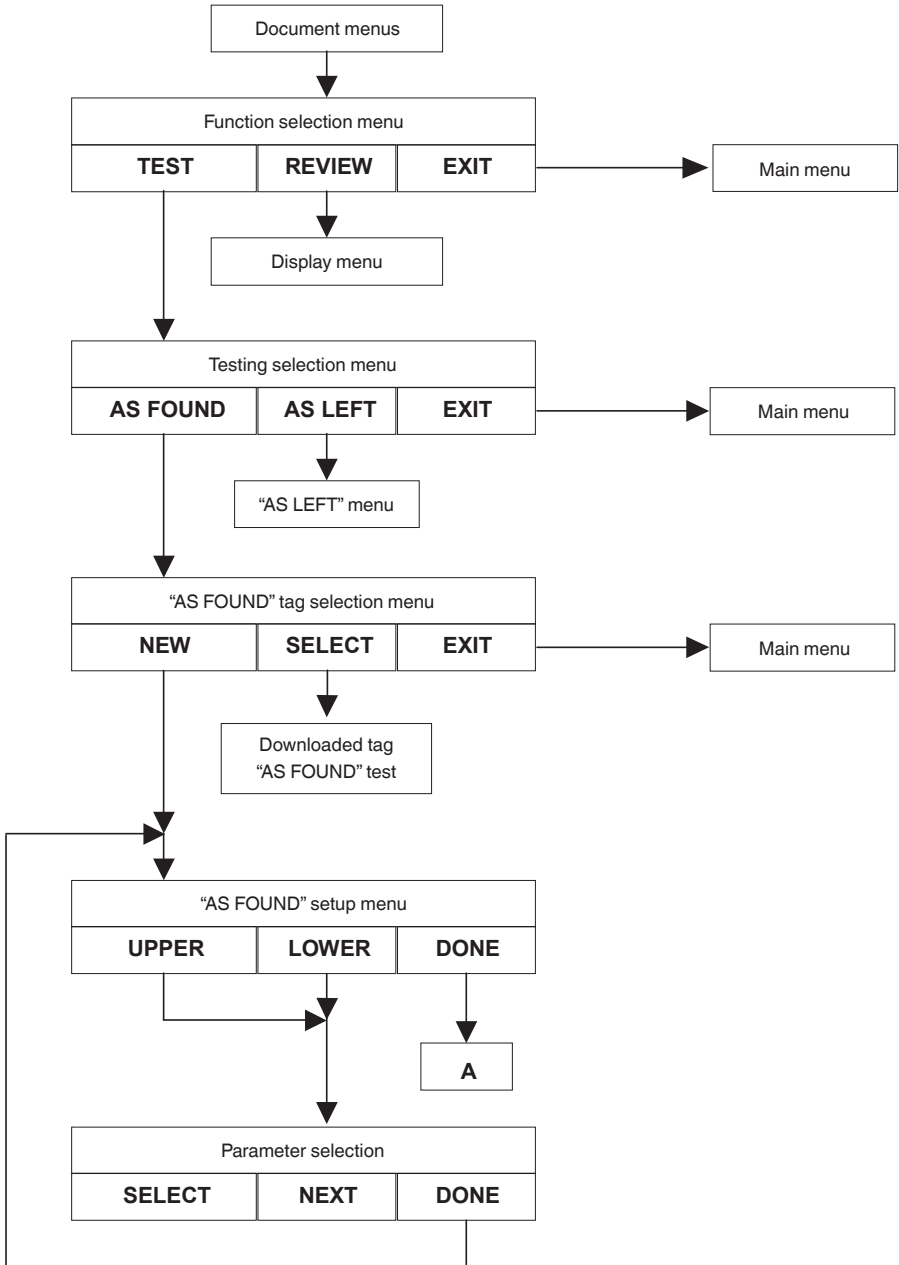 Document menus
Function selection menu
TEST REVIEW EXIT
Main menu
Display menu
Testing selection menu
AS FOUND AS LEFT EXIT
Main menu
“AS LEFT” menu
“AS FOUND” tag selection menu
NEW SELECT EXIT
Main menu
Downloaded tag
“AS FOUND” test
“AS FOUND” setup menu
UPPER LOWER DONE
A
Parameter selection
SELECT NEXT DONE